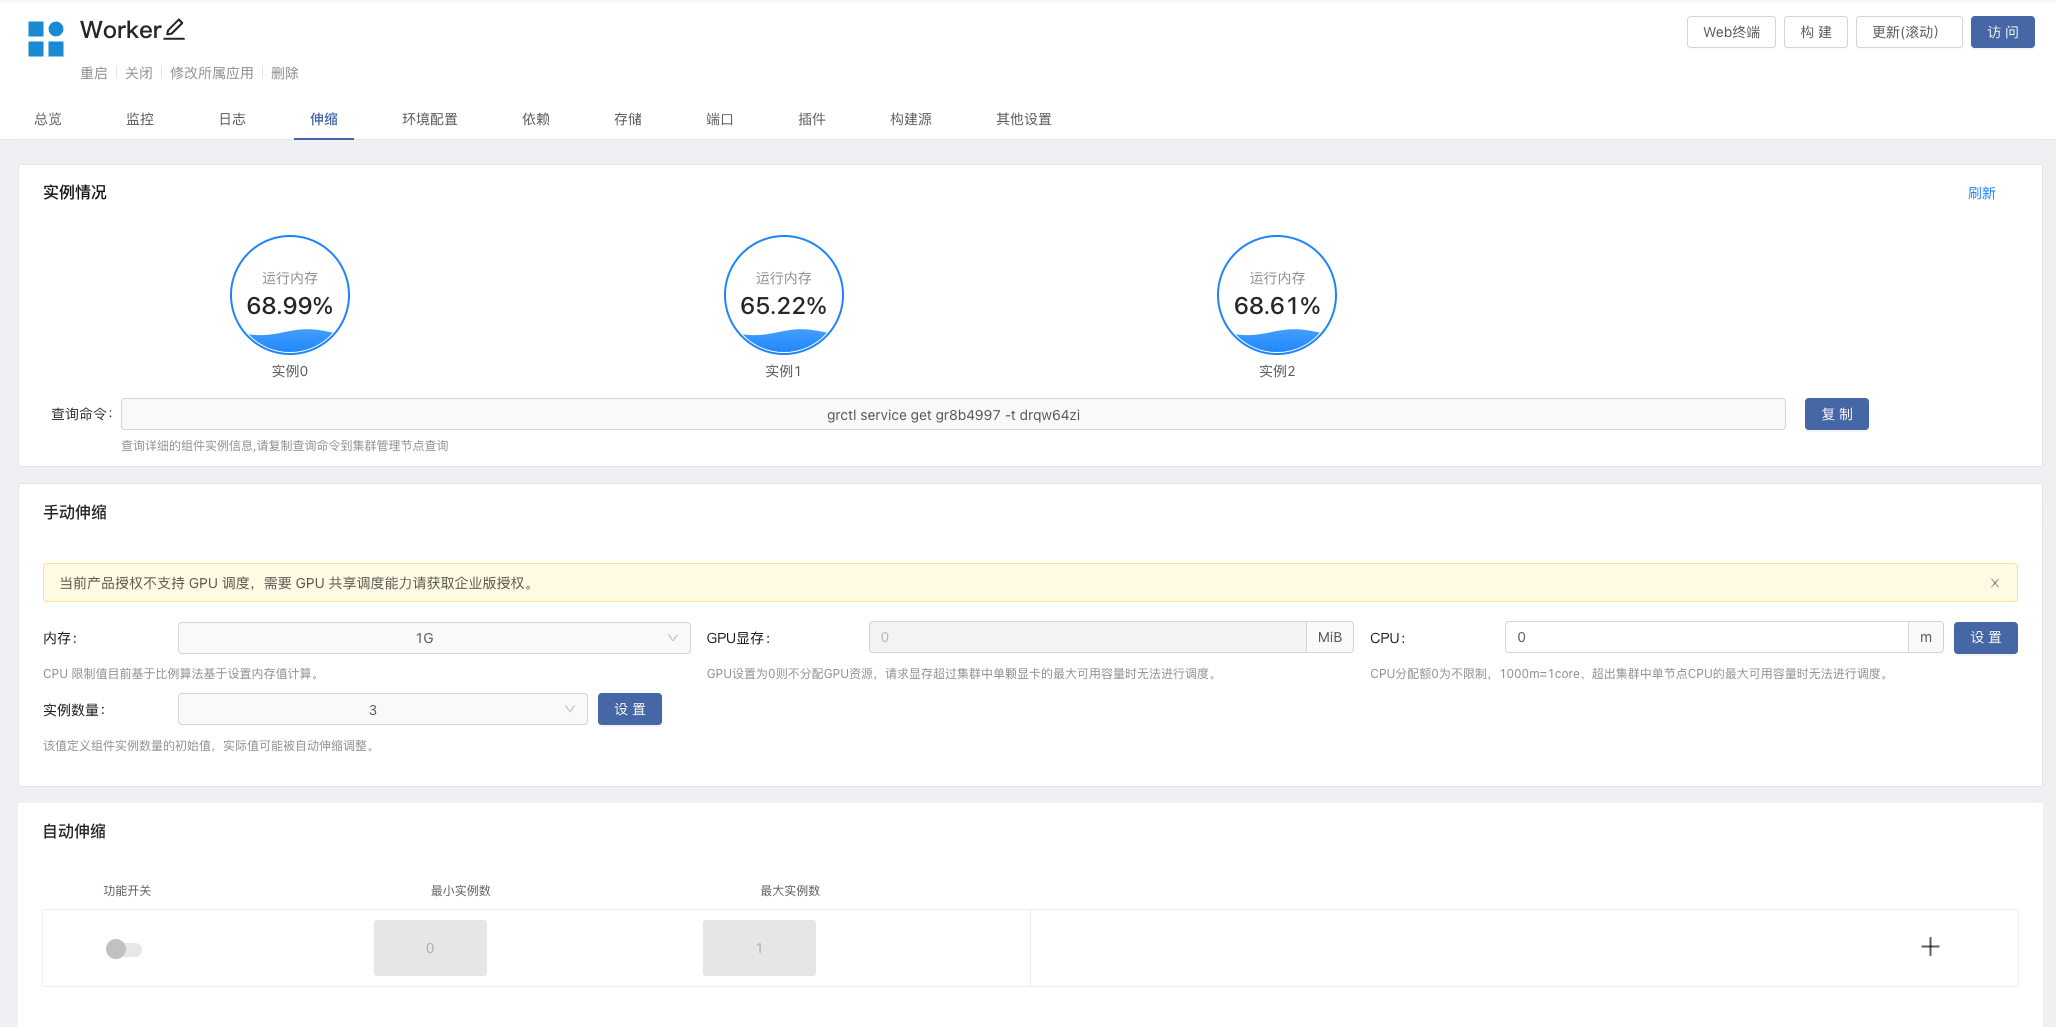 Worker
Web终端 构 建 更新(滚动) 访 问
重启 关闭 修改所属应用 删除
总览 监控 日志 伸缩 环境配置 依赖 存储 端口 插件 构建源 其他设置
实例情况 刷新
运行内存 运行内存 运行内存
68.99% 65.22% 68.61%
实例0 实例1 实例2
查询命令: grctl service get gr8b4997 -t drqw64zi 复 制
查询详细的组件实例信息,请复制查询命令到集群管理节点查询
手动伸缩
当前产品授权不支持 GPU 调度，需要 GPU 共享调度能力请获取企业版授权。
内存: 1G GPU显存: 0 MiB CPU: 0 m 设 置
CPU 限制值目前基于比例算法基于设置内存值计算。 GPU设置为0则不分配GPU资源，请求显存超过集群中单颗显卡的最大可用容量时无法进行调度。 CPU分配额0为不限制，1000m=1core、超出集群中单节点CPU的最大可用容量时无法进行调度。
实例数量: 3 设 置
该值定义组件实例数量的初始值，实际值可能被自动伸缩调整。
自动伸缩
功能开关 最小实例数 最大实例数
0 1